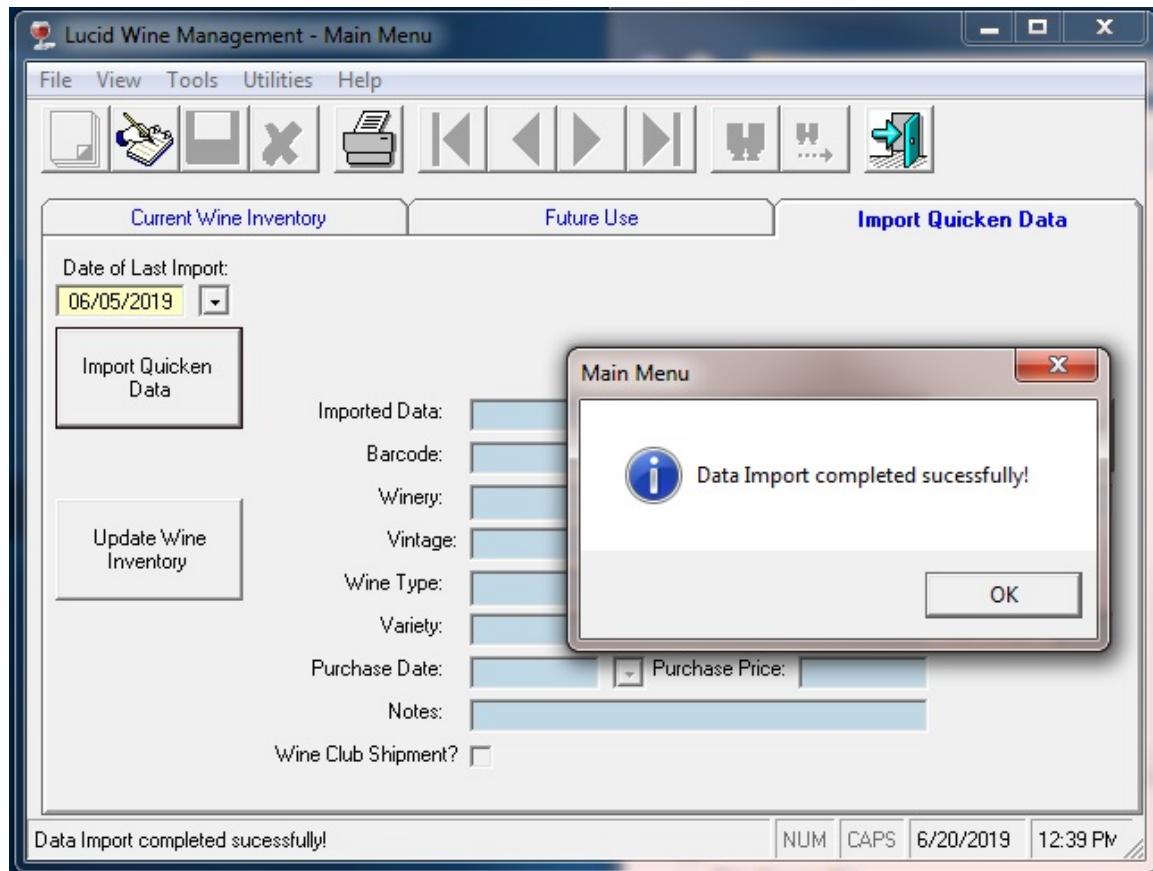 Lucid Wine Management - Main Menu
File View Tools Utilities Help
Current Wine Inventory
Future Use
Import Quicken Data
Date of Last Import:
06/05/2019
Import Quicken
Data
Update Wine
Inventory
Imported Data:
Barcode:
Winery:
Vintage:
Wine Type:
Variety:
Purchase Date:
Purchase Price:
Notes:
Wine Club Shipment?
Main Menu
Data Import completed sucessfully!
OK
Data Import completed sucessfully!
NUM CAPS 6/20/2019 12:39 PM